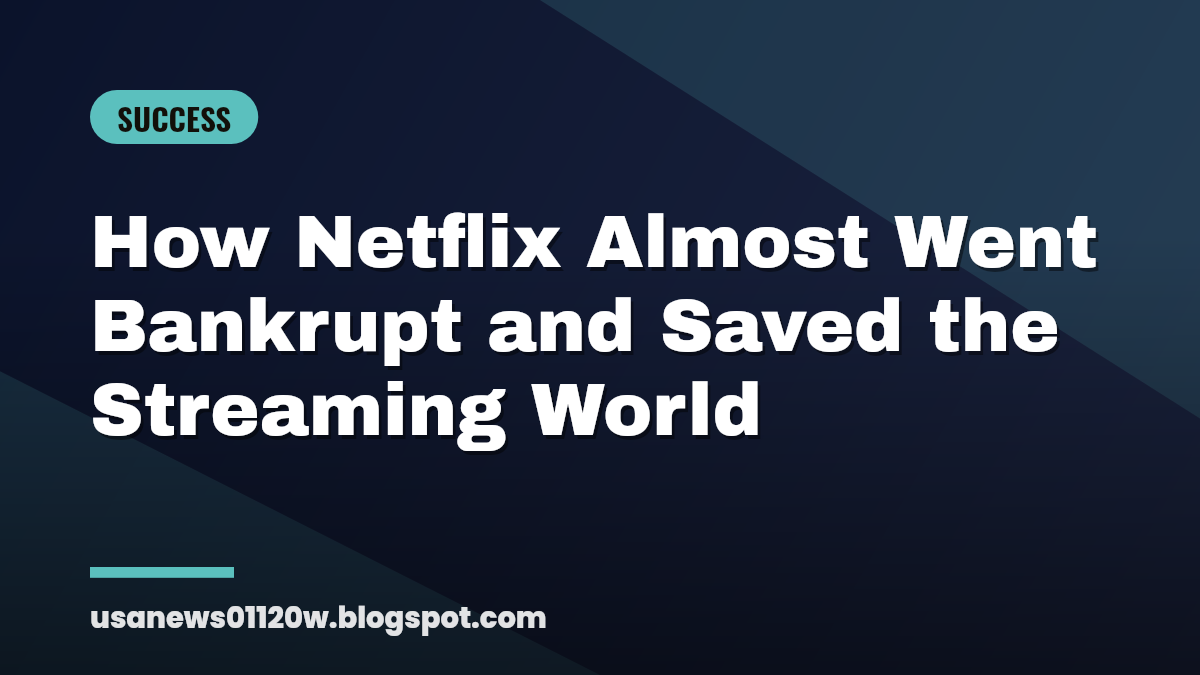 SUCCESS
How Netflix Almost Went
Bankrupt and Saved the
Streaming World
usanews01120w.blogspot.com